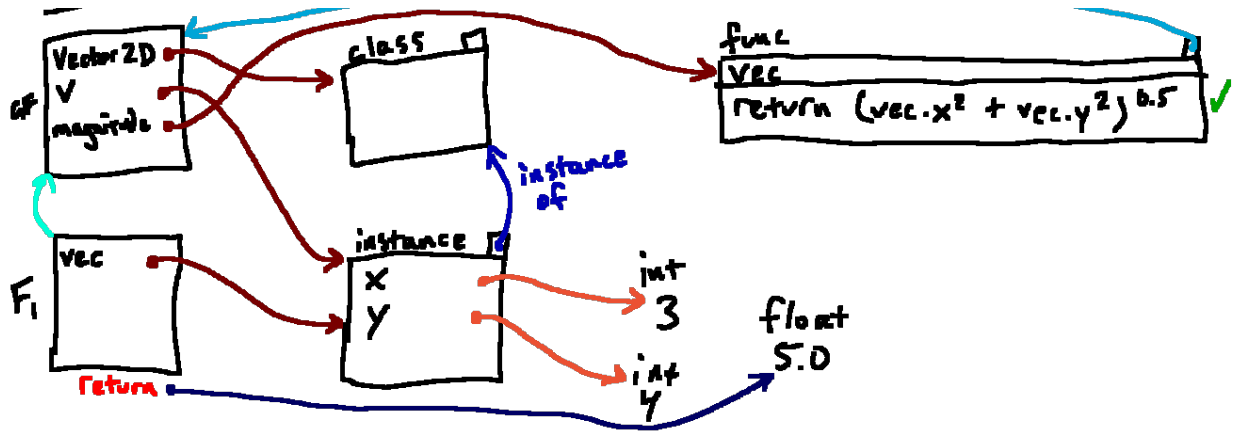 GF
Vector2D
V
magnitude
class
func
vec
return (vec.x² + vec.y²)^0.5
instance
of
F1
vec
return
instance
x
y
int
3
int
4
float
5.0